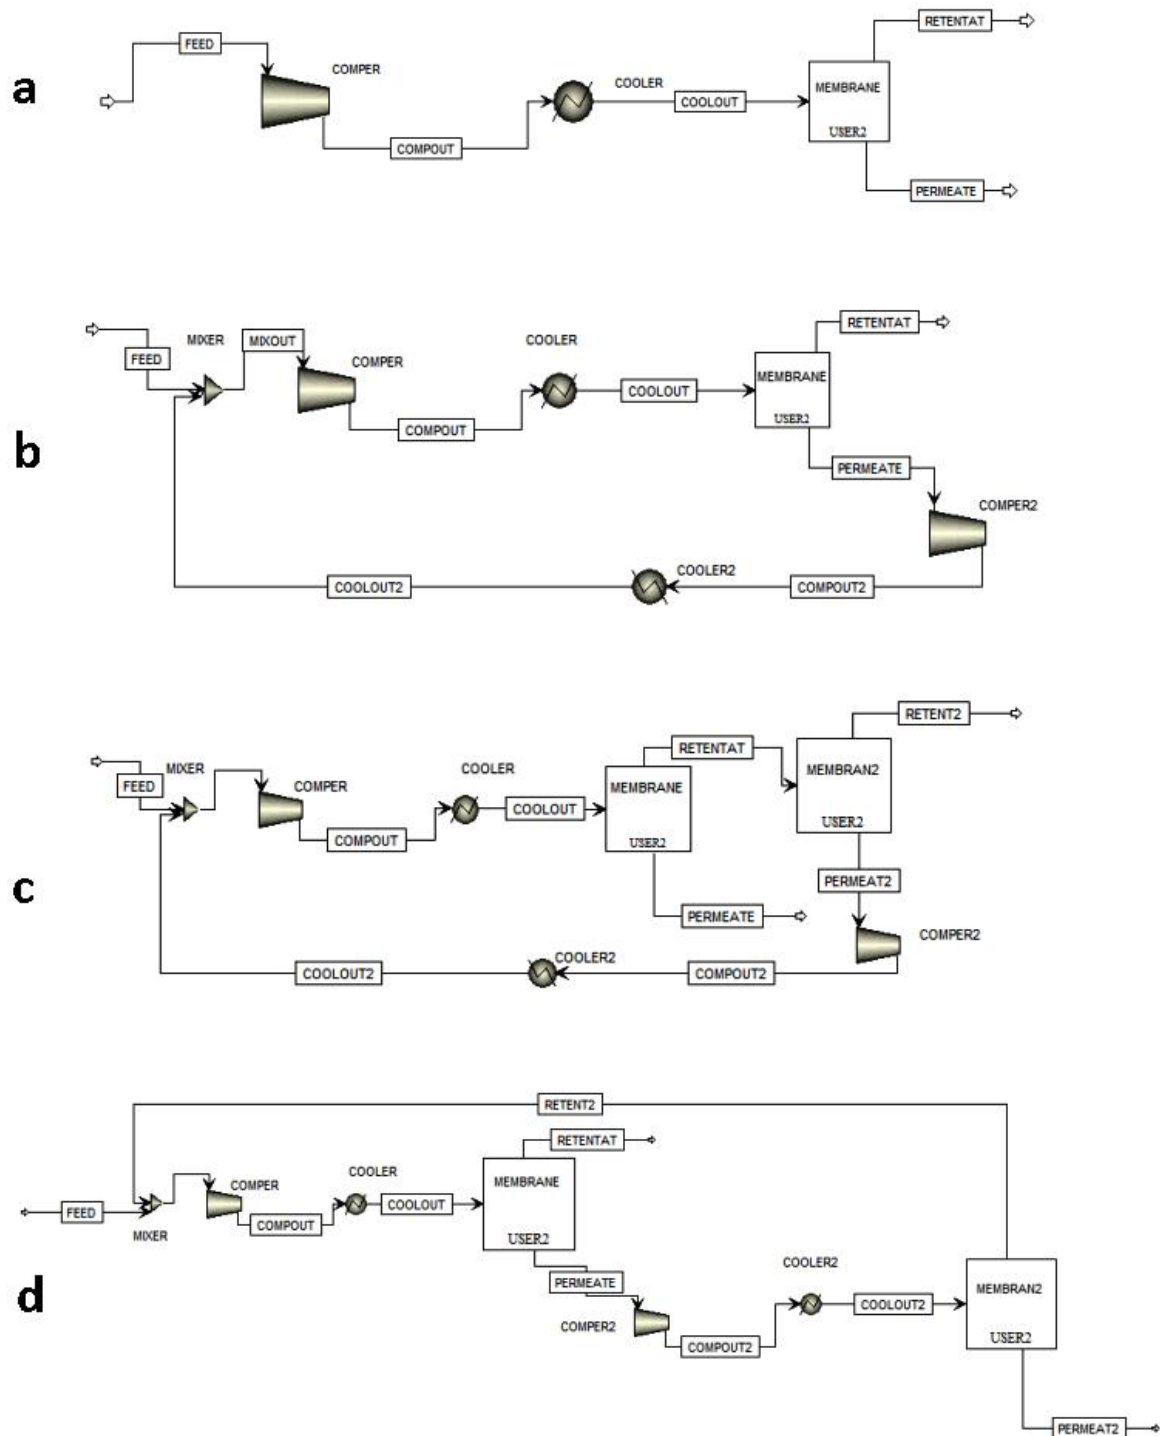 a
FEED
COMPER
COMPOUT
COOLER
COOLOUT
MEMBRANE
USER2
RETENTAT
PERMEATE
b
FEED
MIXER
MIXOUT
COMPER
COMPOUT
COOLER
COOLOUT
MEMBRANE
USER2
RETENTAT
PERMEATE
COMPER2
COMPOUT2
COOLER2
COOLOUT2
c
FEED
MIXER
COMPER
COMPOUT
COOLER
COOLOUT
MEMBRANE
USER2
RETENTAT
PERMEATE
MEMBRAN2
USER2
RETENT2
PERMEAT2
COMPER2
COMPOUT2
COOLER2
COOLOUT2
d
FEED
MIXER
RETENT2
COMPER
COMPOUT
COOLER
COOLOUT
MEMBRANE
USER2
RETENTAT
PERMEATE
COMPER2
COMPOUT2
COOLER2
COOLOUT2
MEMBRAN2
USER2
PERMEAT2